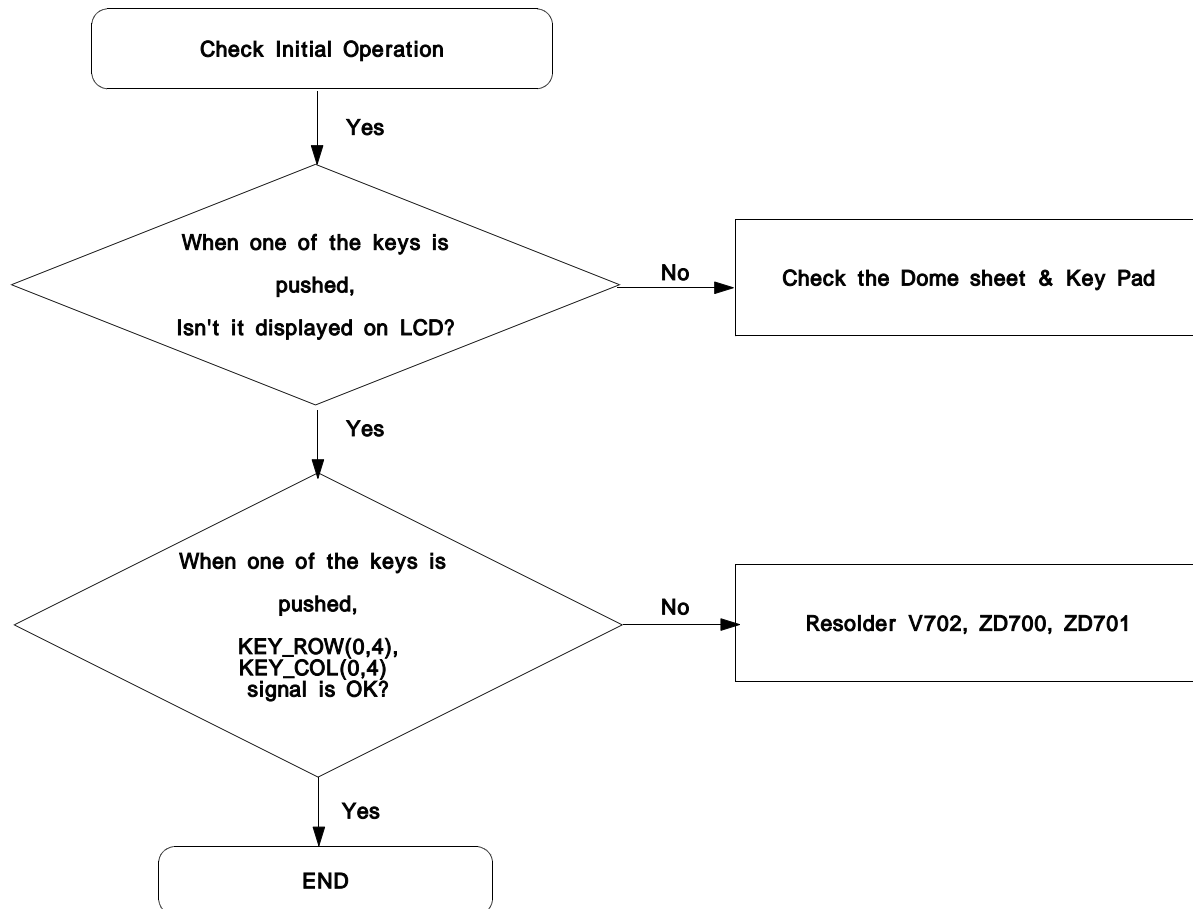 Check Initial Operation
Yes
When one of the keys is
pushed,
Isn't it displayed on LCD?
No
Check the Dome sheet & Key Pad
Yes
When one of the keys is
pushed,
KEY_ROW(0,4),
KEY_COL(0,4)
signal is OK?
No
Resolder V702, ZD700, ZD701
Yes
END